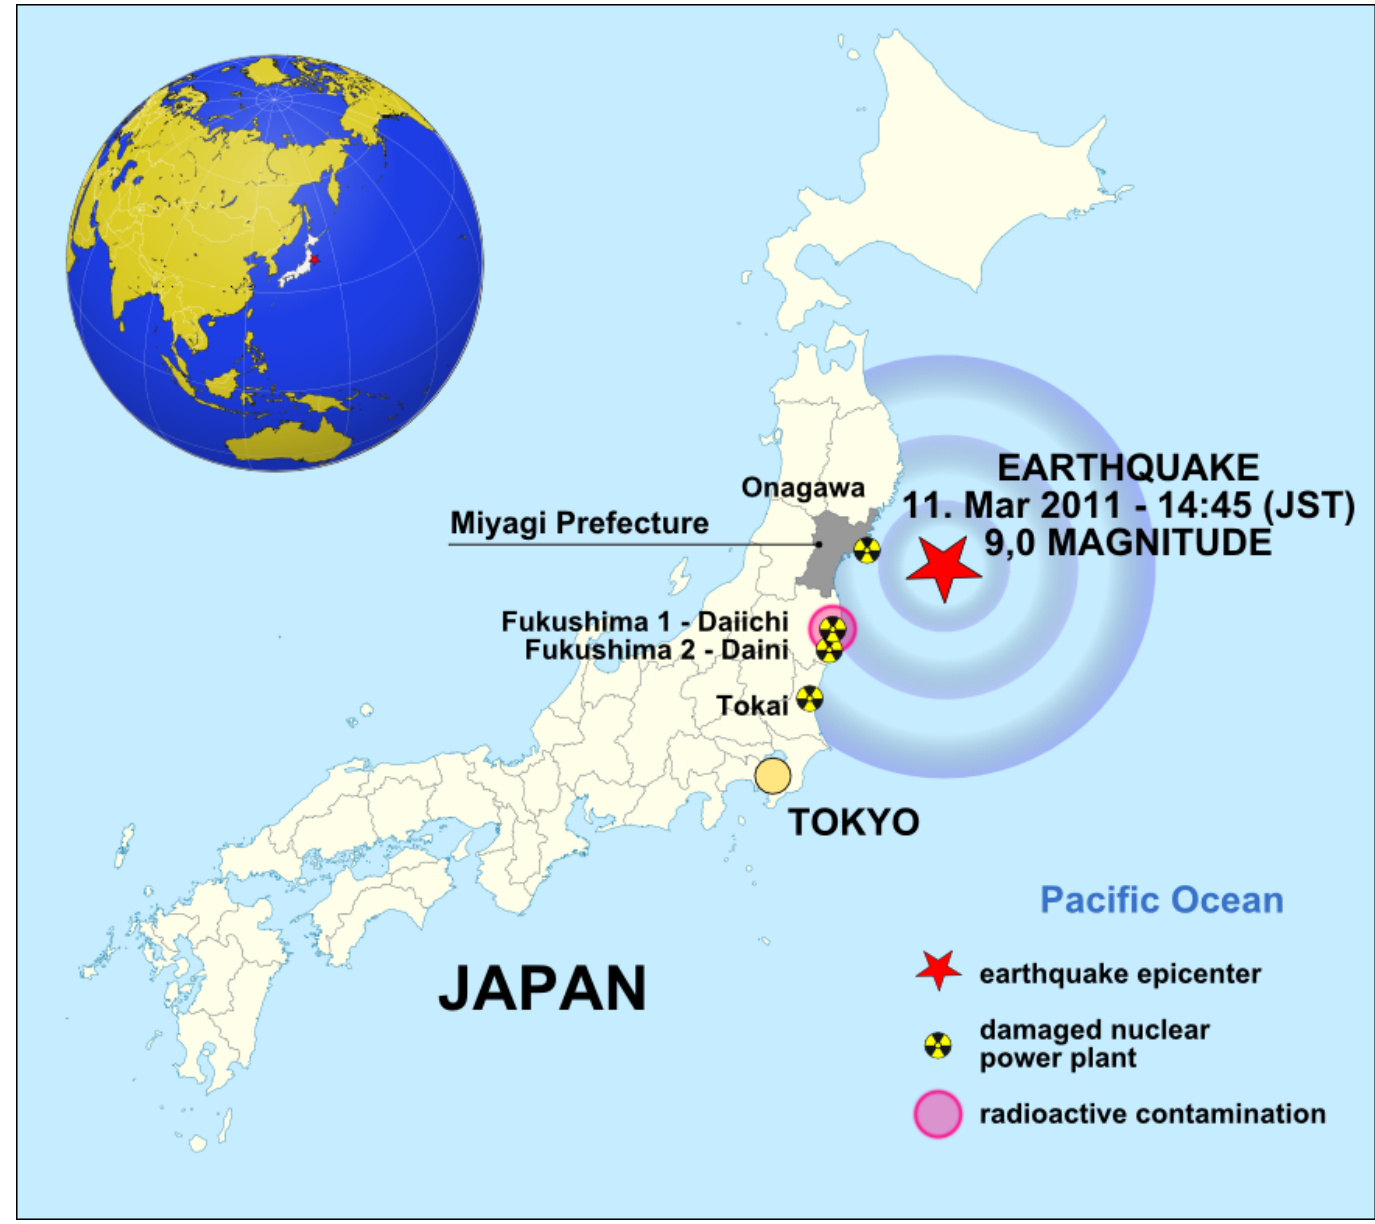 EARTHQUAKE
11. Mar 2011 - 14:45 (JST)
9,0 MAGNITUDE
Onagawa
Miyagi Prefecture
Fukushima 1 - Daiichi
Fukushima 2 - Daini
Tokai
TOKYO
Pacific Ocean
JAPAN
earthquake epicenter
damaged nuclear
power plant
radioactive contamination